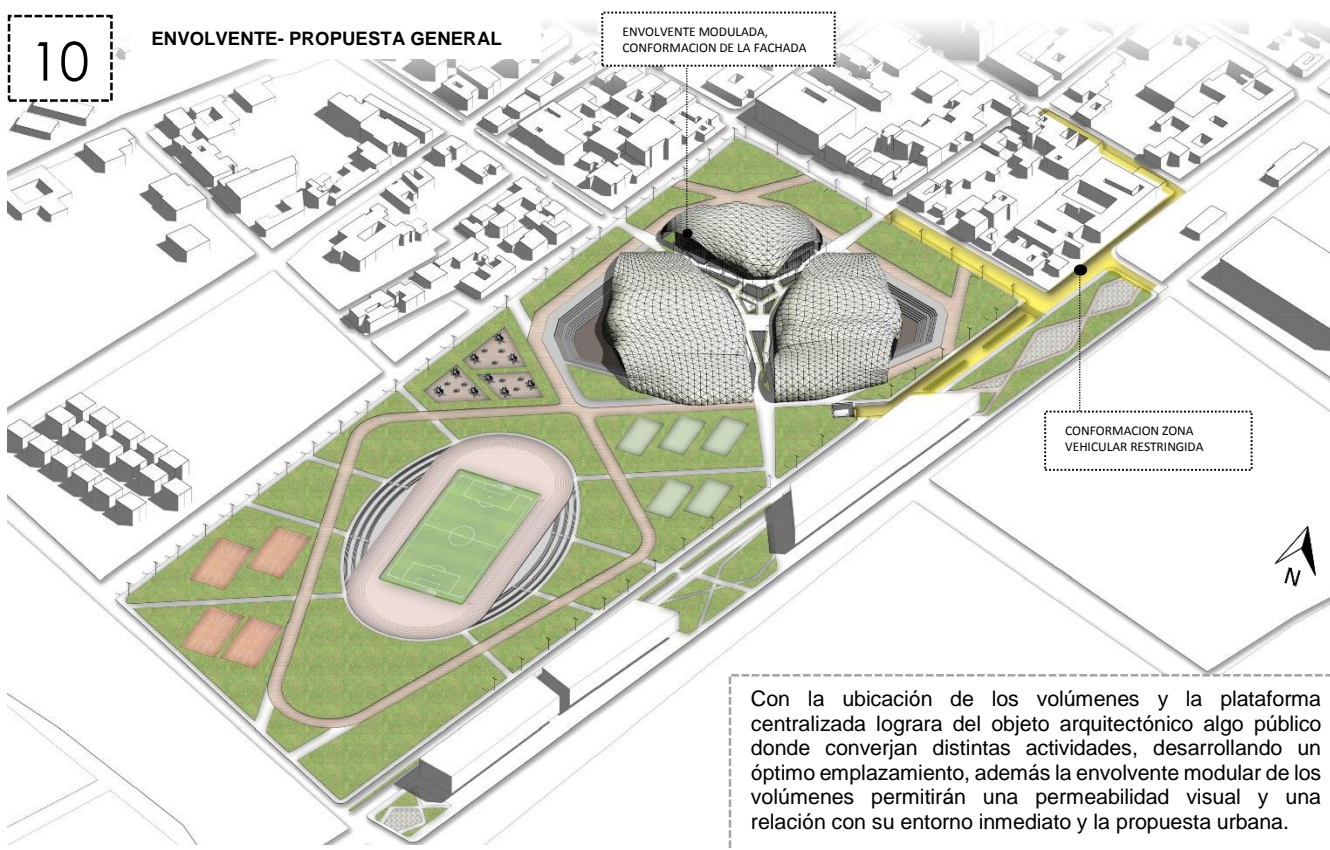 10
ENVOLVENTE- PROPUESTA GENERAL
ENVOLVENTE MODULADA,
CONFORMACION DE LA FACHADA
CONFORMACION ZONA
VEHICULAR RESTRINGIDA
N
Con la ubicación de los volúmenes y la plataforma
centralizada lograra del objeto arquitectónico algo público
donde converjan distintas actividades, desarrollando un
óptimo emplazamiento, además la envolvente modular de los
volúmenes permitirán una permeabilidad visual y una
relación con su entorno inmediato y la propuesta urbana.